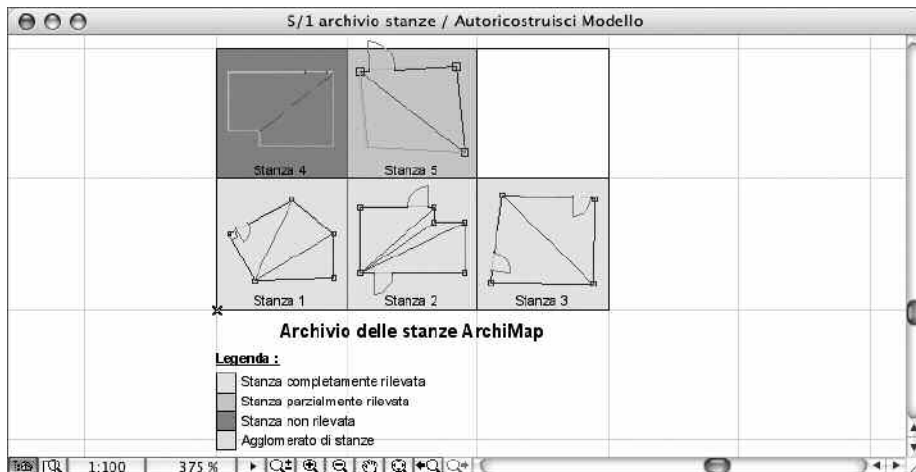 5/1 archivio stanze / Autoricostruisci Modello
Stanza 4
Stanza 5
Stanza 1
Stanza 2
Stanza 3
Archivio delle stanze ArchiMap
Legenda :
Stanza completamente rilevata
Stanza parzialmente rilevata
Stanza non rilevata
Agglomerato di stanze
1:100
375 %